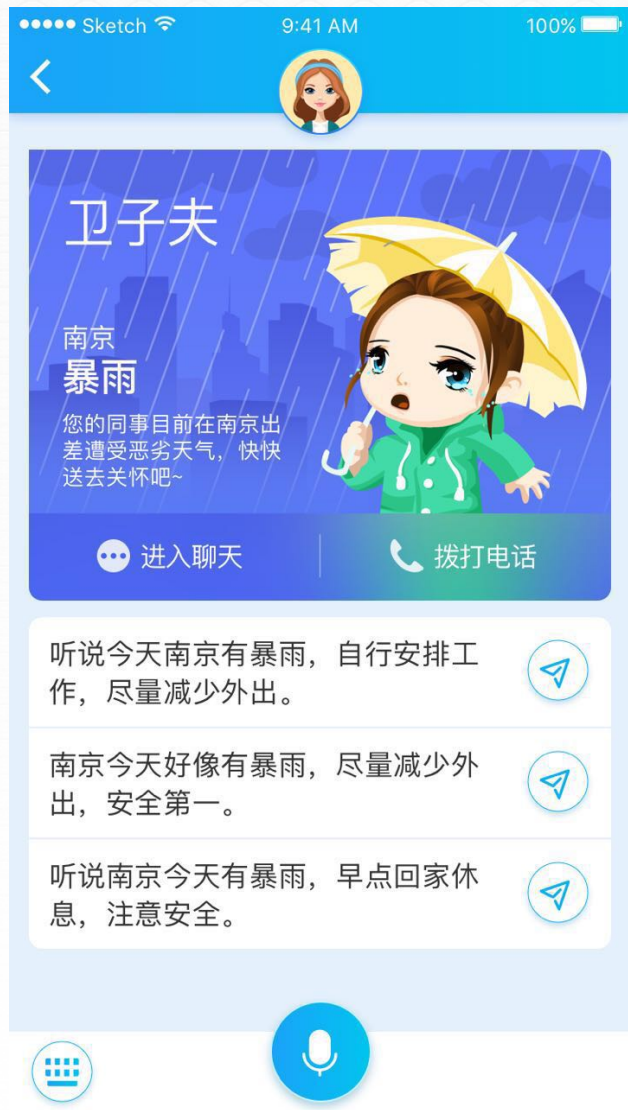 Sketch 9:41 AM 100%
卫子夫
南京
暴雨
您的同事目前在南京出
差遭受恶劣天气，快快
送去关怀吧~
进入聊天 拨打电话
听说今天南京有暴雨，自行安排工
作，尽量减少外出。
南京今天好像有暴雨，尽量减少外
出，安全第一。
听说南京今天有暴雨，早点回家休
息，注意安全。